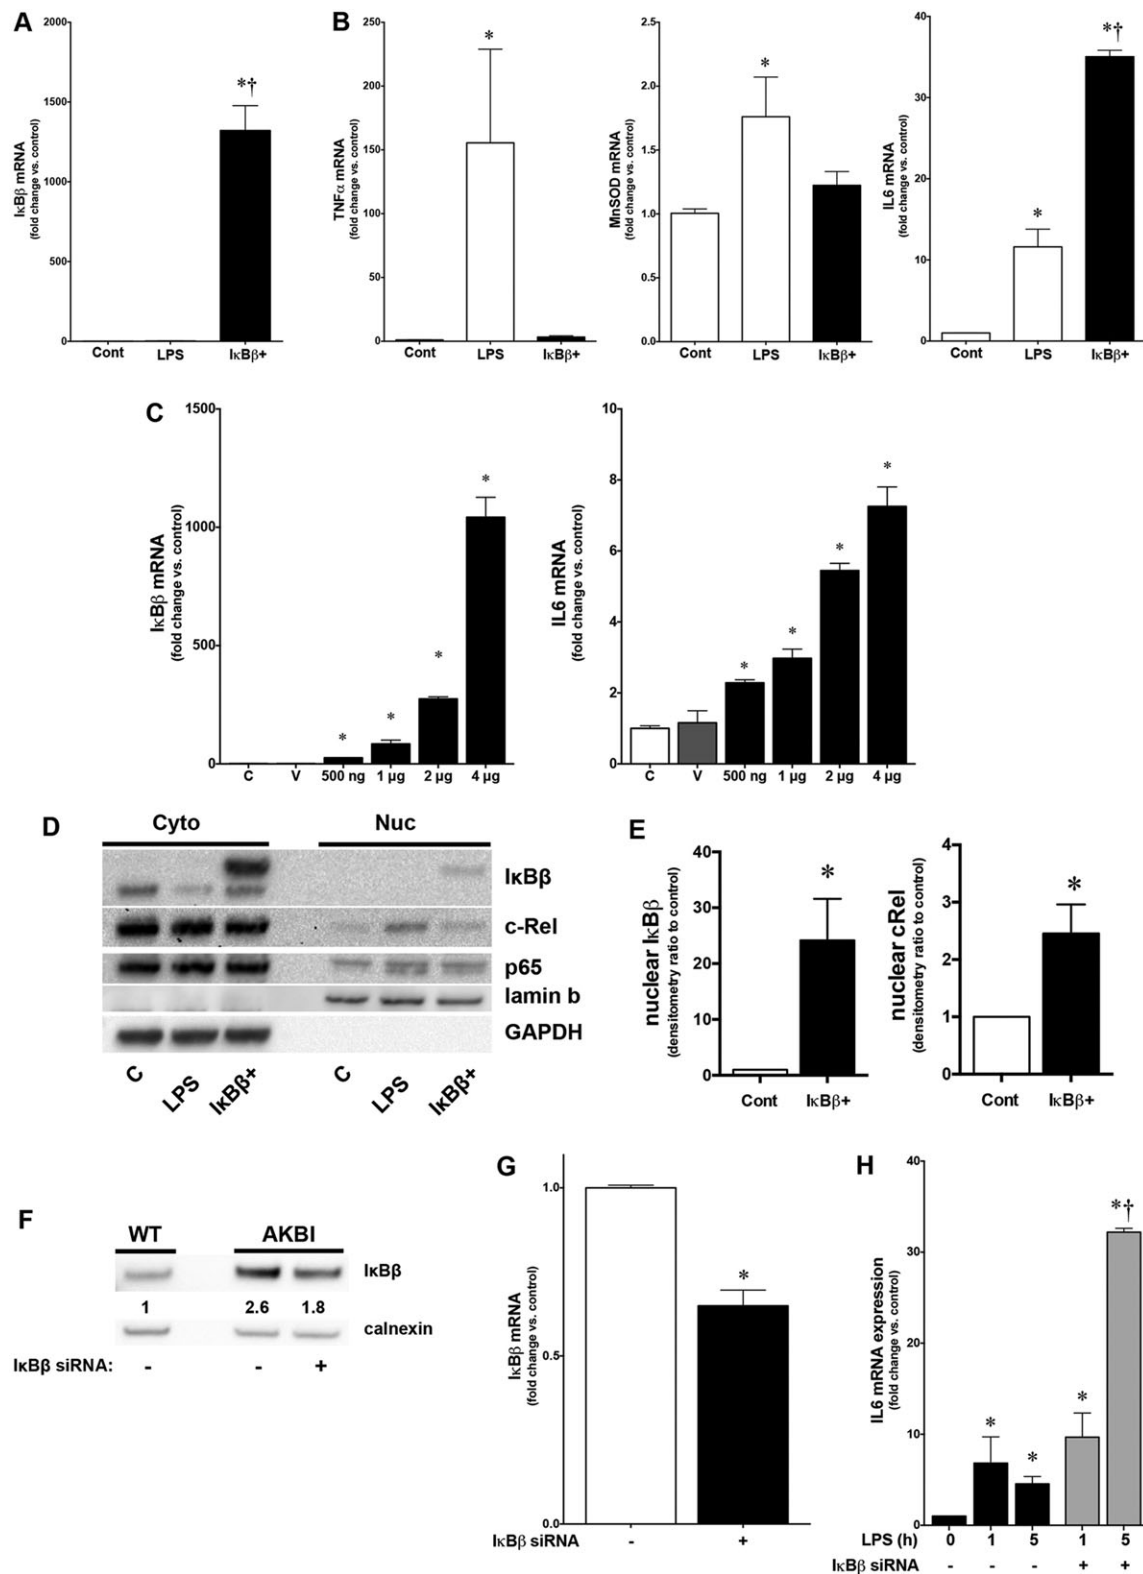 A
2000
1500
1000
500
0
IκBβ mRNA
(fold change vs. control)
*†
Cont LPS IκBβ+
B
250
200
150
100
50
0
TNFα mRNA
(fold change vs. control)
*
Cont LPS IκBβ+
2.5
2.0
1.5
1.0
0.5
0.0
MnSOD mRNA
(fold change vs. control)
*
Cont LPS IκBβ+
40
30
20
10
0
IL6 mRNA
(fold change vs. control)
*
*†
Cont LPS IκBβ+
C
1500
1000
500
0
IκBβ mRNA
(fold change vs. control)
* * * *
C V 500 ng 1 µg 2 µg 4 µg
10
8
6
4
2
0
IL6 mRNA
(fold change vs. control)
* * * *
C V 500 ng 1 µg 2 µg 4 µg
D
Cyto Nuc
IκBβ
c-Rel
p65
lamin b
GAPDH
C LPS IκBβ+ C LPS IκBβ+
E
40
30
20
10
0
nuclear IκBβ
(densitometry ratio to control)
*
Cont IκBβ+
4
3
2
1
0
nuclear cRel
(densitometry ratio to control)
*
Cont IκBβ+
F
WT AKBI
IκBβ
1 2.6 1.8
calnexin
IκBβ siRNA: - - +
G
1.0
0.5
0.0
IκBβ mRNA
(fold change vs. control)
*
IκBβ siRNA - +
H
40
30
20
10
0
IL6 mRNA expression
(fold change vs. control)
* * * *†
LPS (h) 0 1 5 1 5
IκBβ siRNA - - - + +